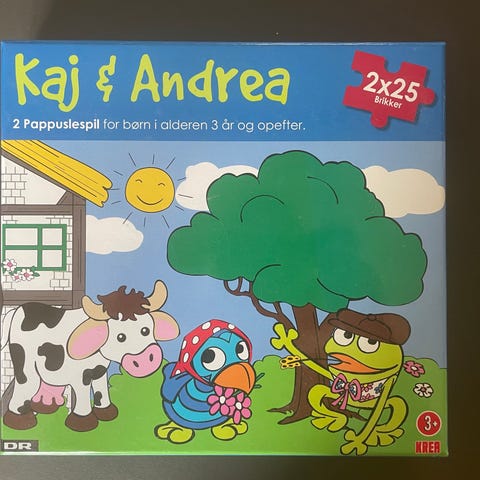 Kaj & Andrea
2x25
Brikker
2 Pappuslespil for børn i alderen 3 år og opefter.
3+
DR
KREA